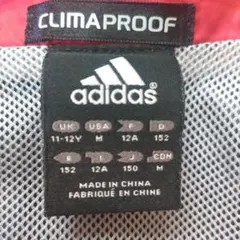 CLIMAPROOF
adidas
UK USA F D
11-12Y M 12A 152
E I J CDN
152 12A 150 M
MADE IN CHINA
FABRIQUÉ EN CHINE